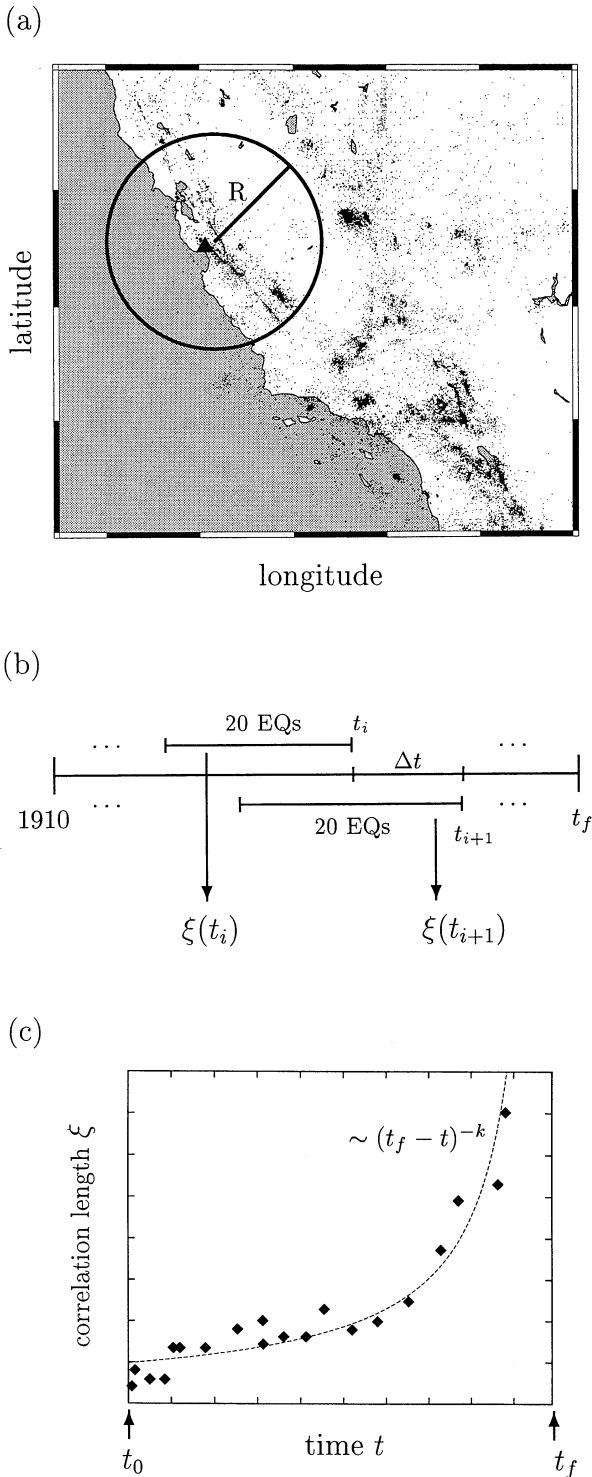 (a)
R
latitude
longitude
(b)
20 EQs t_i
... Δt ...
1910 ... 20 EQs t_{i+1} ... t_f
ξ(t_i) ξ(t_{i+1})
(c)
~ (t_f − t)^{−k}
correlation length ξ
t_0 time t t_f